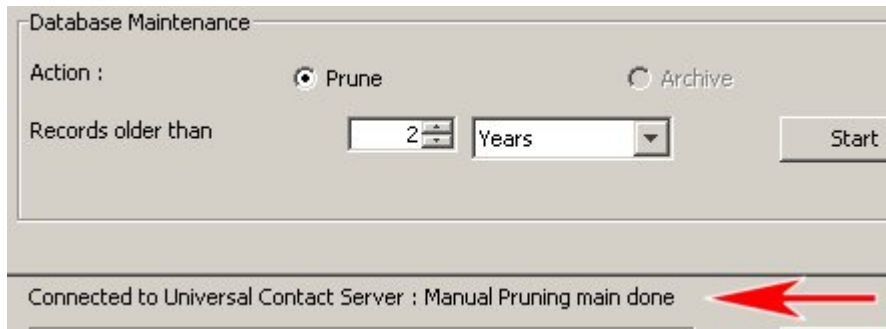 Database Maintenance
Action :
Prune
Archive
Records older than
2
Years
Start
Connected to Universal Contact Server : Manual Pruning main done